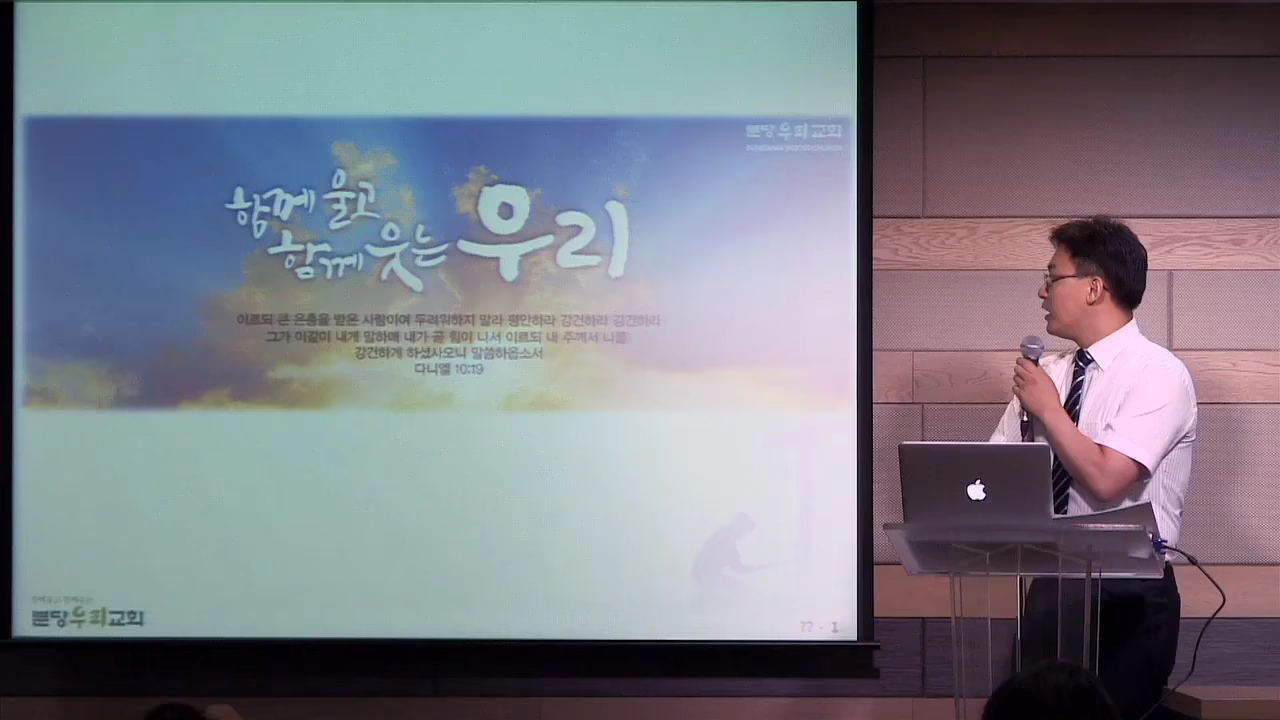 분당우리교회
함께 울고
함께 웃는 우리
이르되 큰 은총을 받은 사람이여 두려워하지 말라 평안하라 강건하라 강건하라
그가 이같이 내게 말하매 내가 곧 힘이 나서 이르되 내 주께서 나를
강건하게 하셨사오니 말씀하옵소서
다니엘 10:19
분당우리교회
?? - 1